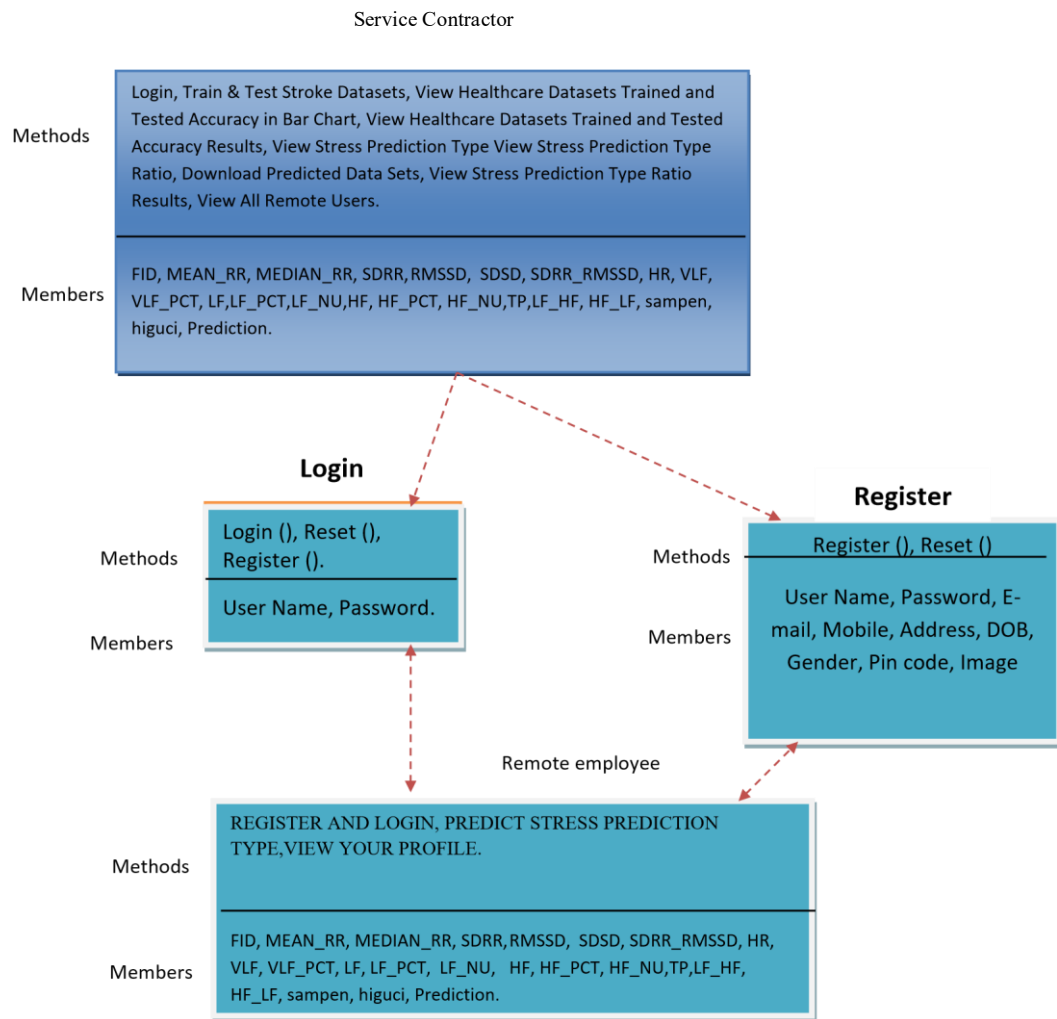 Service Contractor
Methods
Login, Train & Test Stroke Datasets, View Healthcare Datasets Trained and
Tested Accuracy in Bar Chart, View Healthcare Datasets Trained and Tested
Accuracy Results, View Stress Prediction Type View Stress Prediction Type
Ratio, Download Predicted Data Sets, View Stress Prediction Type Ratio
Results, View All Remote Users.
Members
FID, MEAN_RR, MEDIAN_RR, SDRR,RMSSD, SDSD, SDRR_RMSSD, HR, VLF,
VLF_PCT, LF,LF_PCT,LF_NU,HF, HF_PCT, HF_NU,TP,LF_HF, HF_LF, sampen,
higuci, Prediction.
Login
Methods
Login (), Reset (),
Register ().
Members
User Name, Password.
Register
Methods
Register (), Reset ()
Members
User Name, Password, E-
mail, Mobile, Address, DOB,
Gender, Pin code, Image
Remote employee
Methods
REGISTER AND LOGIN, PREDICT STRESS PREDICTION
TYPE,VIEW YOUR PROFILE.
Members
FID, MEAN_RR, MEDIAN_RR, SDRR,RMSSD, SDSD, SDRR_RMSSD, HR,
VLF, VLF_PCT, LF, LF_PCT, LF_NU, HF, HF_PCT, HF_NU,TP,LF_HF,
HF_LF, sampen, higuci, Prediction.